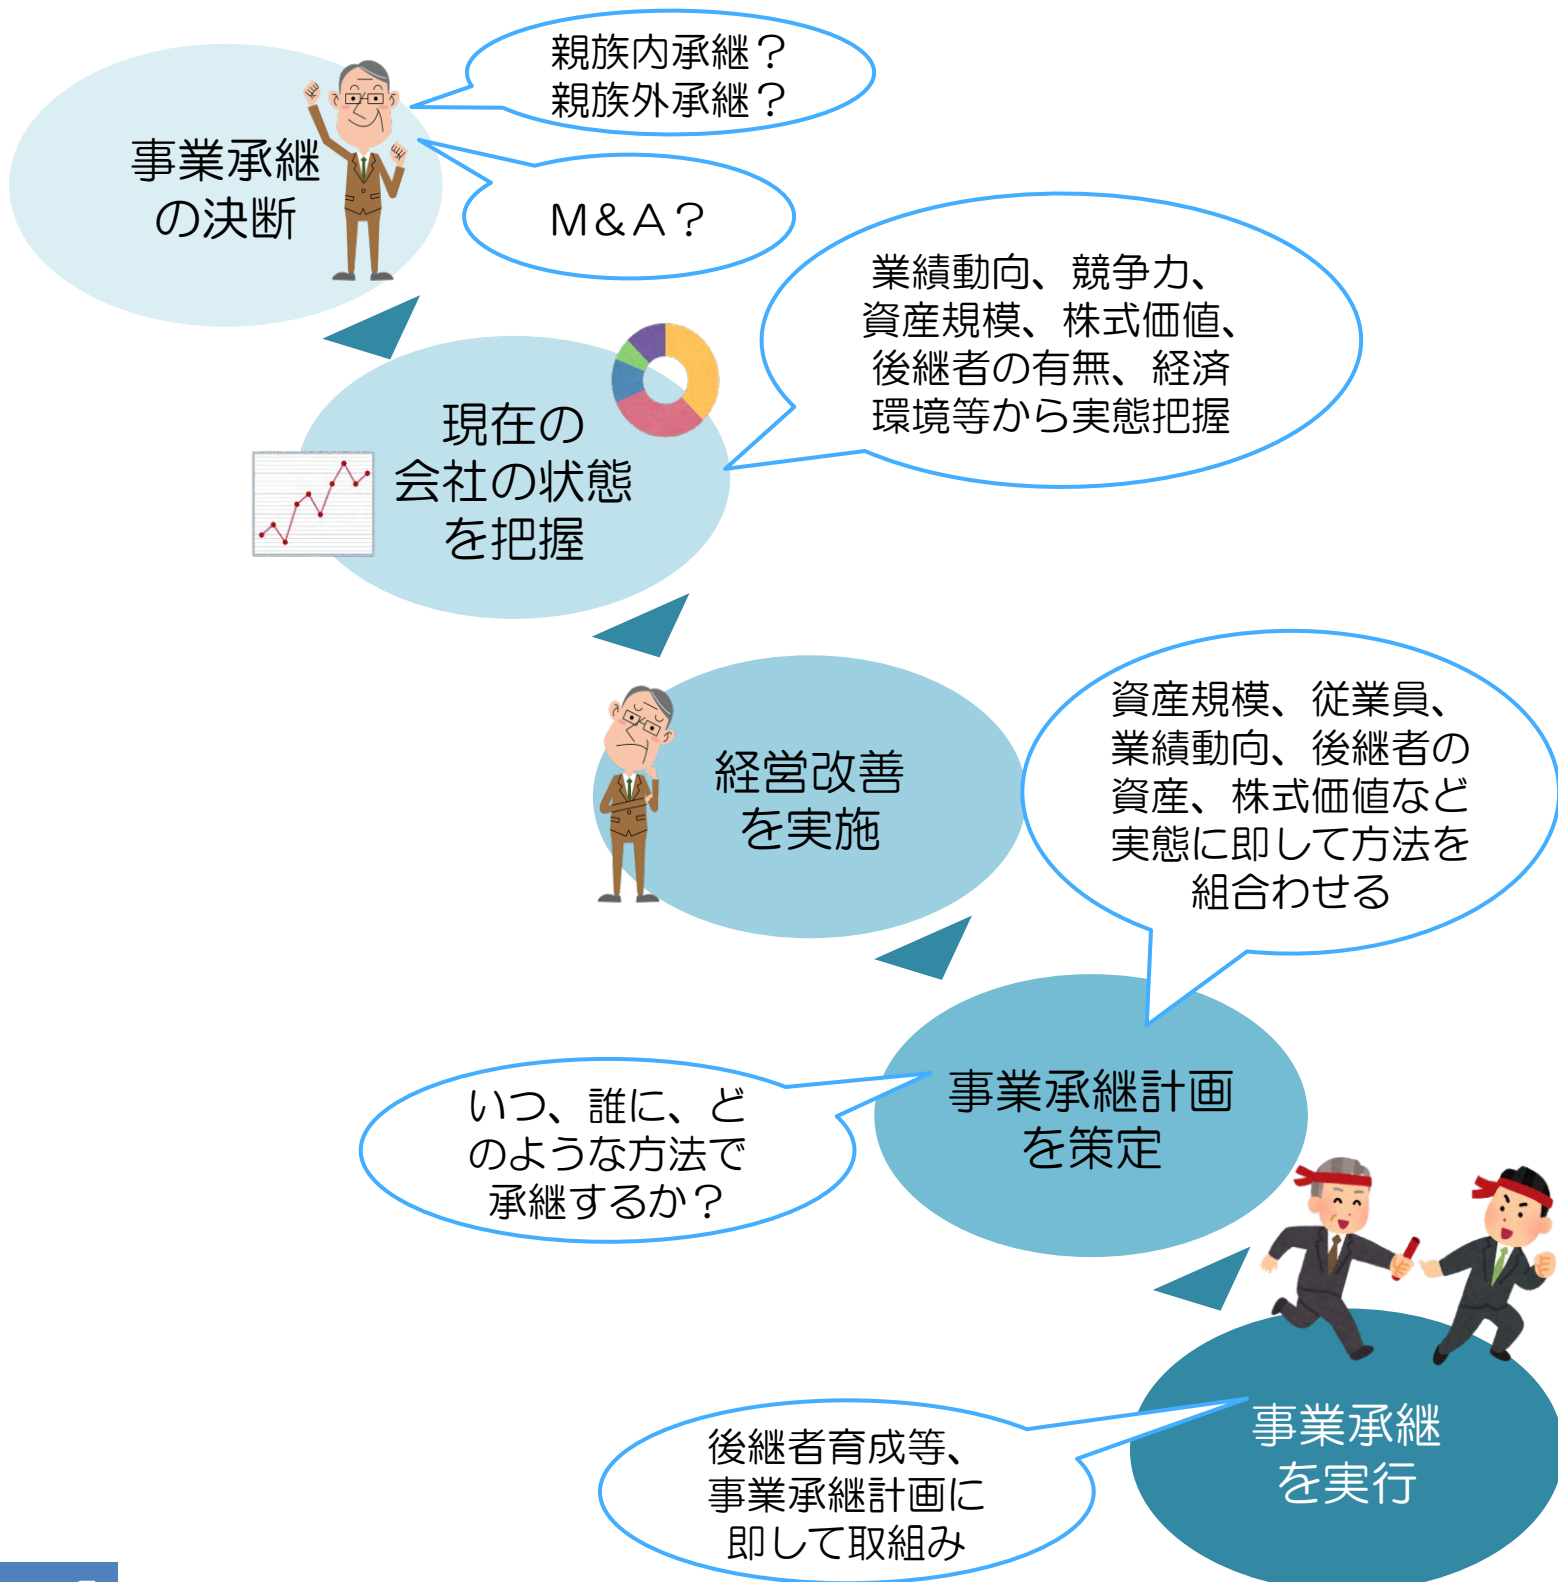 親族内承継？
親族外承継？
事業承継
の決断
Ｍ＆Ａ？
業績動向、競争力、
資産規模、株式価値、
後継者の有無、経済
環境等から実態把握
現在の
会社の状態
を把握
資産規模、従業員、
業績動向、後継者の
資産、株式価値など
実態に即して方法を
組合わせる
経営改善
を実施
事業承継計画
を策定
いつ、誰に、ど
のような方法で
承継するか？
事業承継
を実行
後継者育成等、
事業承継計画に
即して取組み